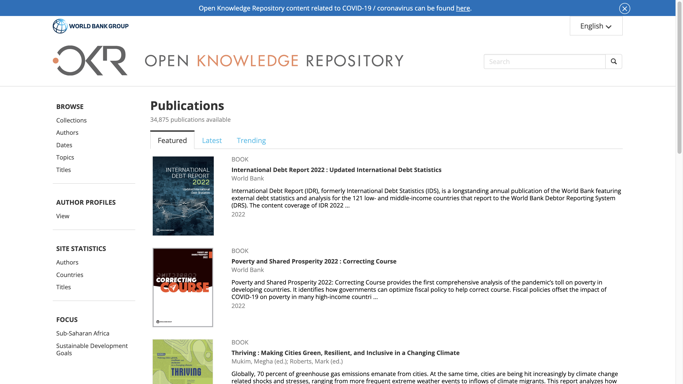 Open Knowledge Repository content related to COVID-19 / coronavirus can be found here.
WORLD BANK GROUP
English
OKR OPEN KNOWLEDGE REPOSITORY
Search
BROWSE
Collections
Authors
Dates
Topics
Titles
AUTHOR PROFILES
View
SITE STATISTICS
Authors
Countries
Titles
FOCUS
Sub-Saharan Africa
Sustainable Development
Goals
Publications
34,875 publications available
Featured Latest Trending
INTERNATIONAL
DEBT REPORT
2022
BOOK
International Debt Report 2022 : Updated International Debt Statistics
World Bank
International Debt Report (IDR), formerly International Debt Statistics (IDS), is a longstanding annual publication of the World Bank featuring
external debt statistics and analysis for the 121 low- and middle-income countries that report to the World Bank Debtor Reporting System
(DRS). The content coverage of IDR 2022 ...
2022
CORRECTING
COURSE
BOOK
Poverty and Shared Prosperity 2022 : Correcting Course
World Bank
Poverty and Shared Prosperity 2022: Correcting Course provides the first comprehensive analysis of the pandemic's toll on poverty in
developing countries. It identifies how governments can optimize fiscal policy to help correct course. Fiscal policies offset the impact of
COVID-19 on poverty in many high-income countri ...
2022
THRIVING
BOOK
Thriving : Making Cities Green, Resilient, and Inclusive in a Changing Climate
Mukim, Megha (ed.); Roberts, Mark (ed.)
Globally, 70 percent of greenhouse gas emissions emanate from cities. At the same time, cities are being hit increasingly by climate change
related shocks and stresses, ranging from more frequent extreme weather events to inflows of climate migrants. This report analyzes how